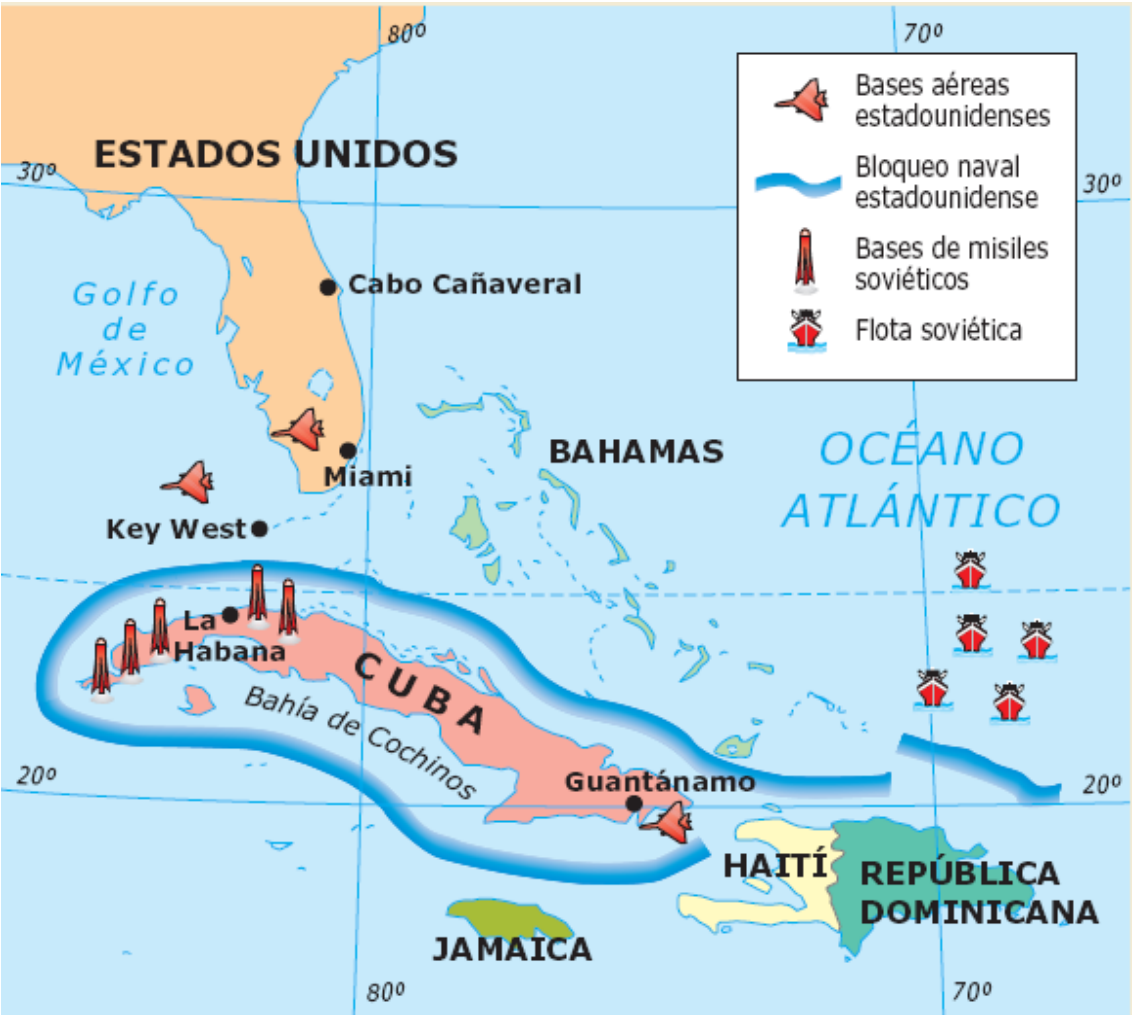 80º
70º
Bases aéreas
estadounidenses
Bloqueo naval
estadounidense
Bases de misiles
soviéticos
Flota soviética
ESTADOS UNIDOS
30º
30º
Golfo
de
México
Cabo Cañaveral
Miami
Key West
BAHAMAS
OCÉANO
ATLÁNTICO
La
Habana
CUBA
Bahía de Cochinos
Guantánamo
20º
20º
HAITÍ
REPÚBLICA
DOMINICANA
JAMAICA
80º
70º